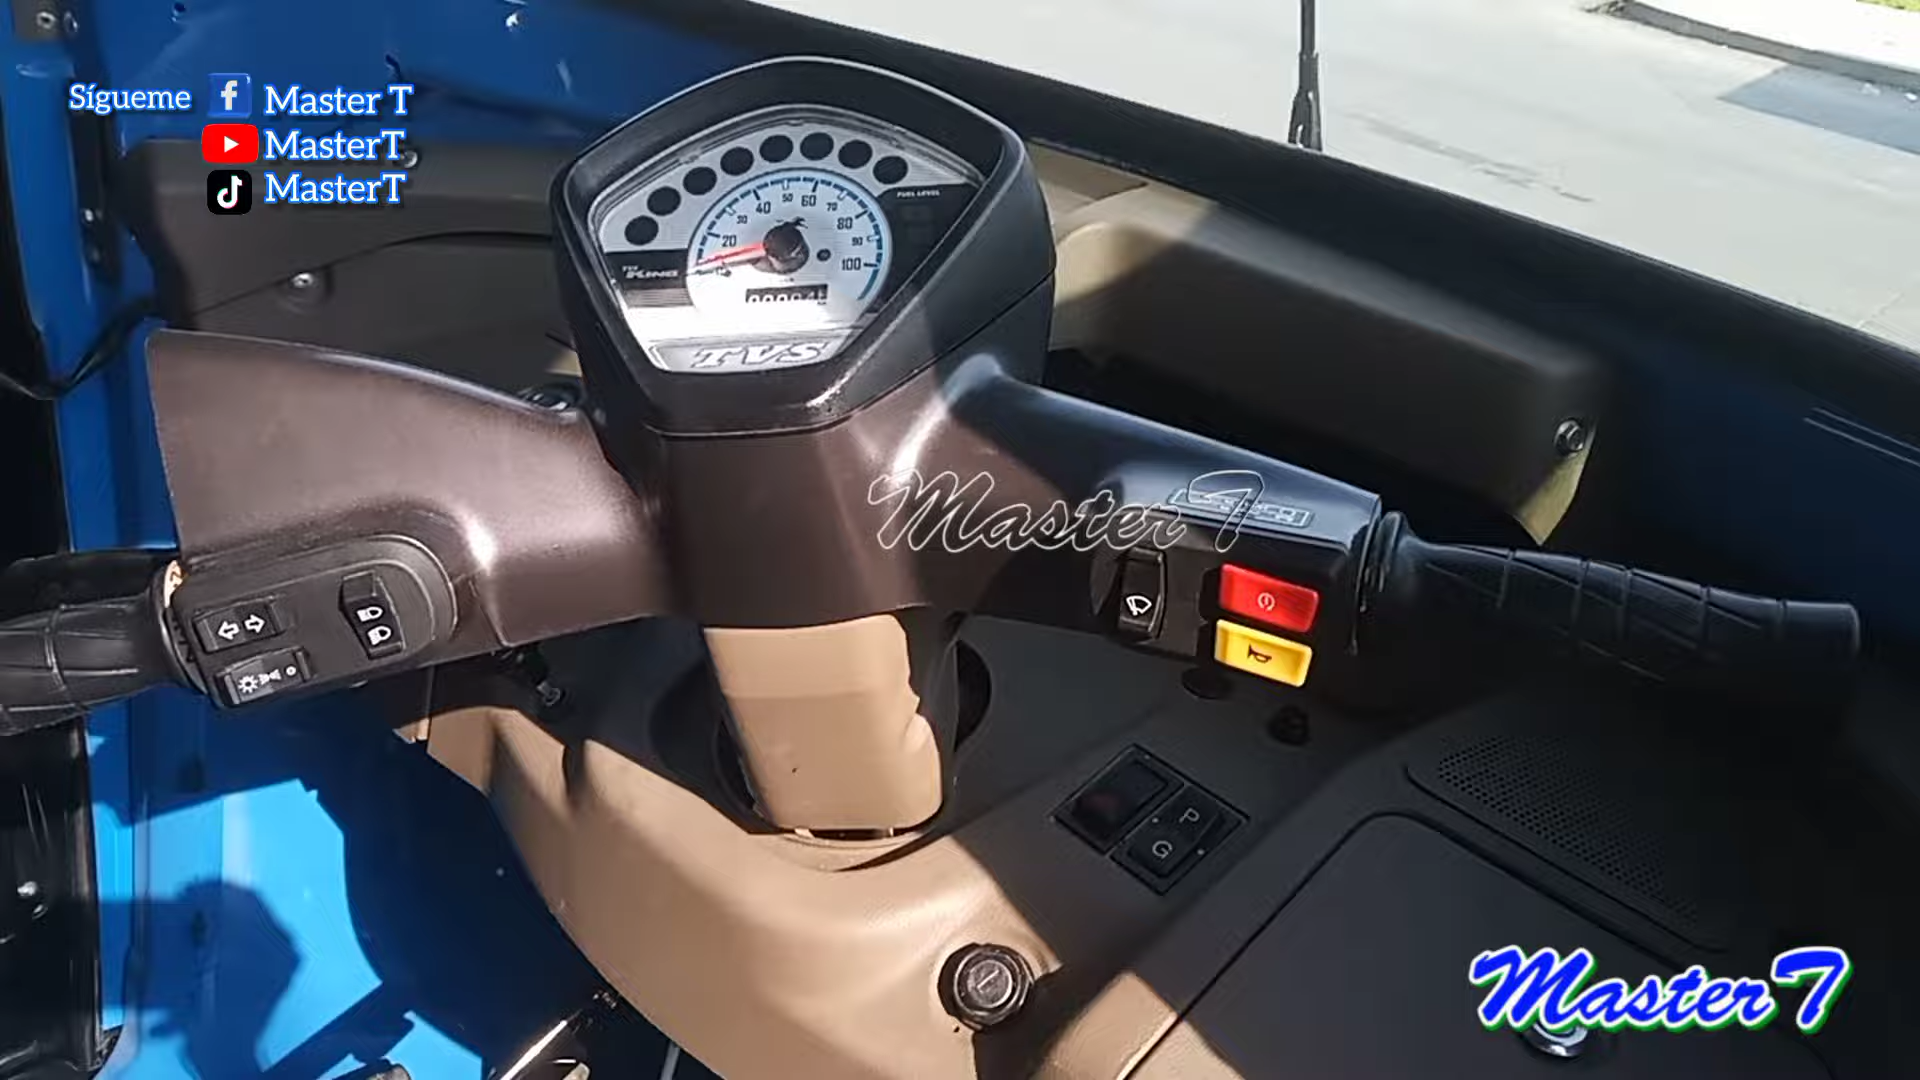 Sígueme Master T
MasterT
MasterT
FUEL LEVEL
20 30 40 50 60 70 80 90 100
TVS KING
TVS
Master T
P
G
Master T